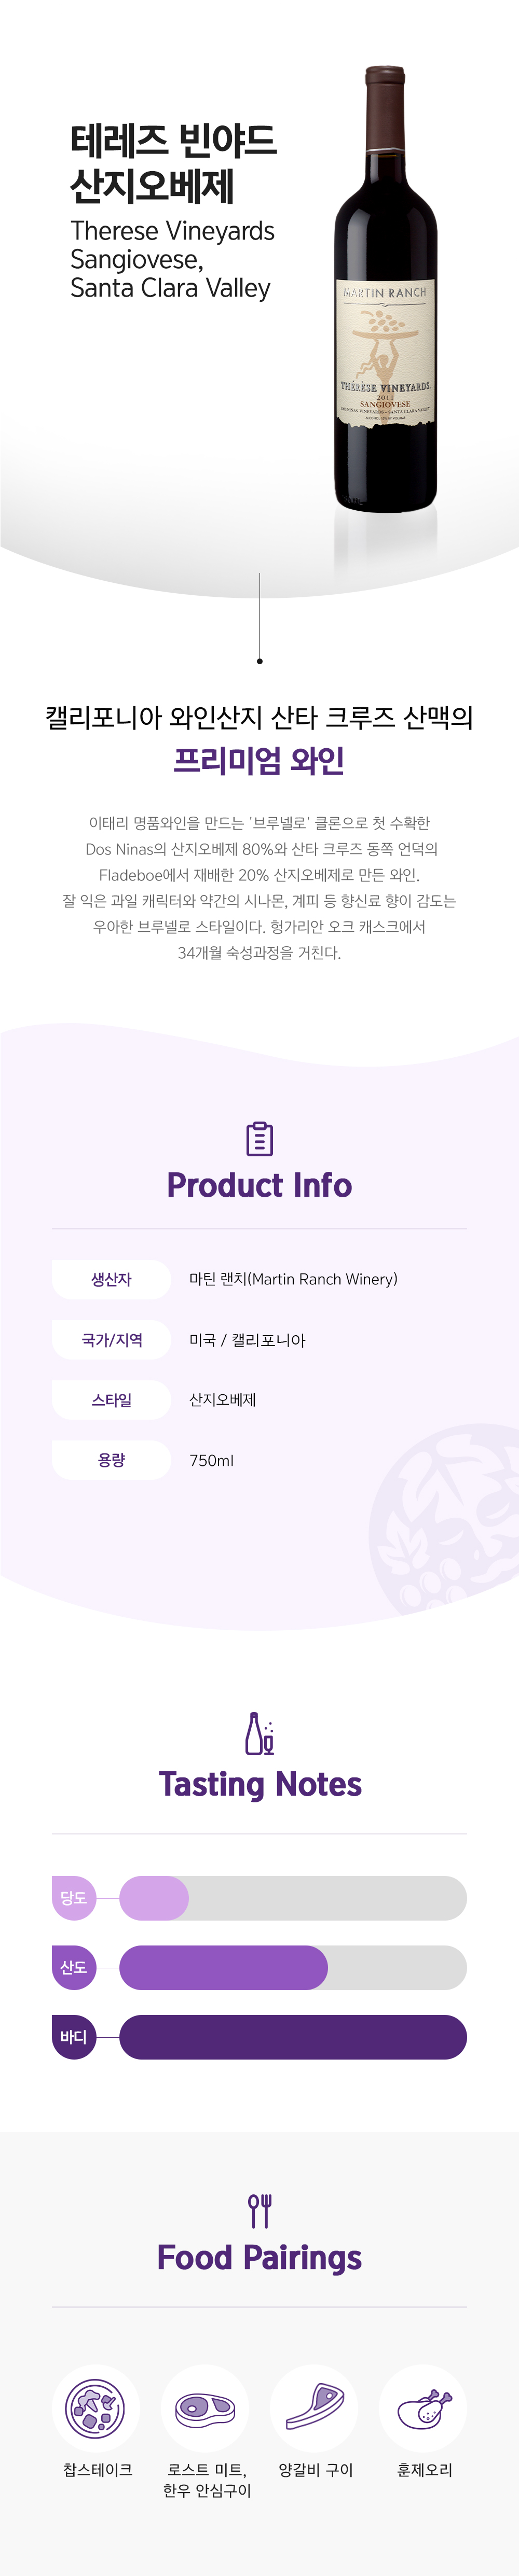 테레즈 빈야드
산지오베제
Therese Vineyards
Sangiovese,
Santa Clara Valley
MARTIN RANCH
THÉRÈSE VINEYARDS.
2011
SANGIOVESE
DOS NIÑAS VINEYARDS • SANTA CLARA VALLEY
캘리포니아 와인산지 산타 크루즈 산맥의
프리미엄 와인
이태리 명품와인을 만드는 '브루넬로' 클론으로 첫 수확한
Dos Ninas의 산지오베제 80%와 산타 크루즈 동쪽 언덕의
Fladeboe에서 재배한 20% 산지오베제로 만든 와인.
잘 익은 과일 캐릭터와 약간의 시나몬, 계피 등 향신료 향이 감도는
우아한 브루넬로 스타일이다. 헝가리안 오크 캐스크에서
34개월 숙성과정을 거친다.
Product Info
생산자 마틴 랜치(Martin Ranch Winery)
국가/지역 미국 / 캘리포니아
스타일 산지오베제
용량 750ml
Tasting Notes
당도
산도
바디
Food Pairings
찹스테이크 로스트 미트, 양갈비 구이 훈제오리
한우 안심구이